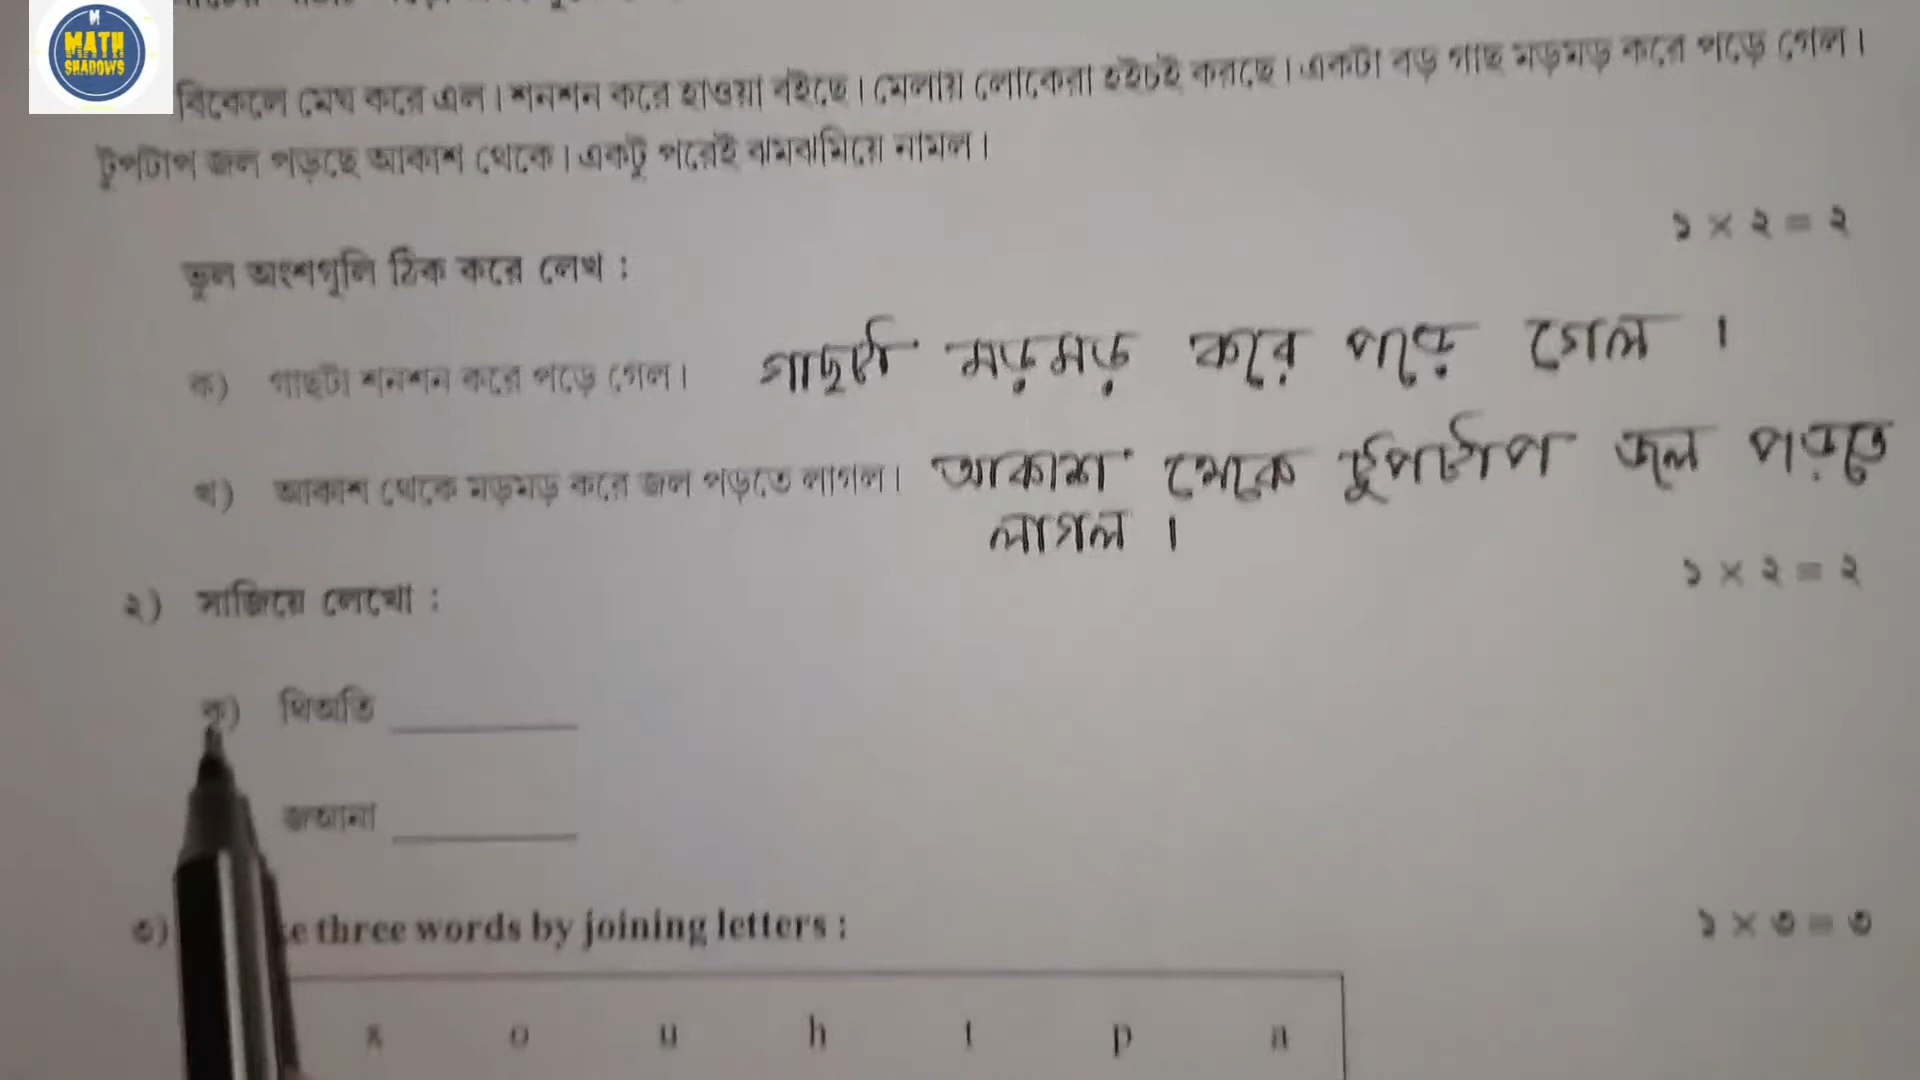 M
MATH
SHADOWS
বিকেলে মেঘ করে এল। শনশন করে হাওয়া বইছে। মেলায় লোকেরা হইচই করছে। একটা বড় গাছ মড়মড় করে পড়ে গেল।
টুপটাপ জল পড়ছে আকাশ থেকে। একটু পরেই ঝমঝমিয়ে নামল।
১ × ২ = ২
ভুল অংশগুলি ঠিক করে লেখ :
ক) গাছটা শনশন করে পড়ে গেল। গাছটা মড়মড় করে পড়ে গেল।
খ) আকাশ থেকে মড়মড় করে জল পড়তে লাগল। আকাশ থেকে টুপটাপ জল পড়তে
লাগল।
১ × ২ = ২
২) সাজিয়ে লেখো :
ক) থিঅতি
জঅানা
৩) three words by joining letters : ১ × ৩ = ৩
s o u h t p a